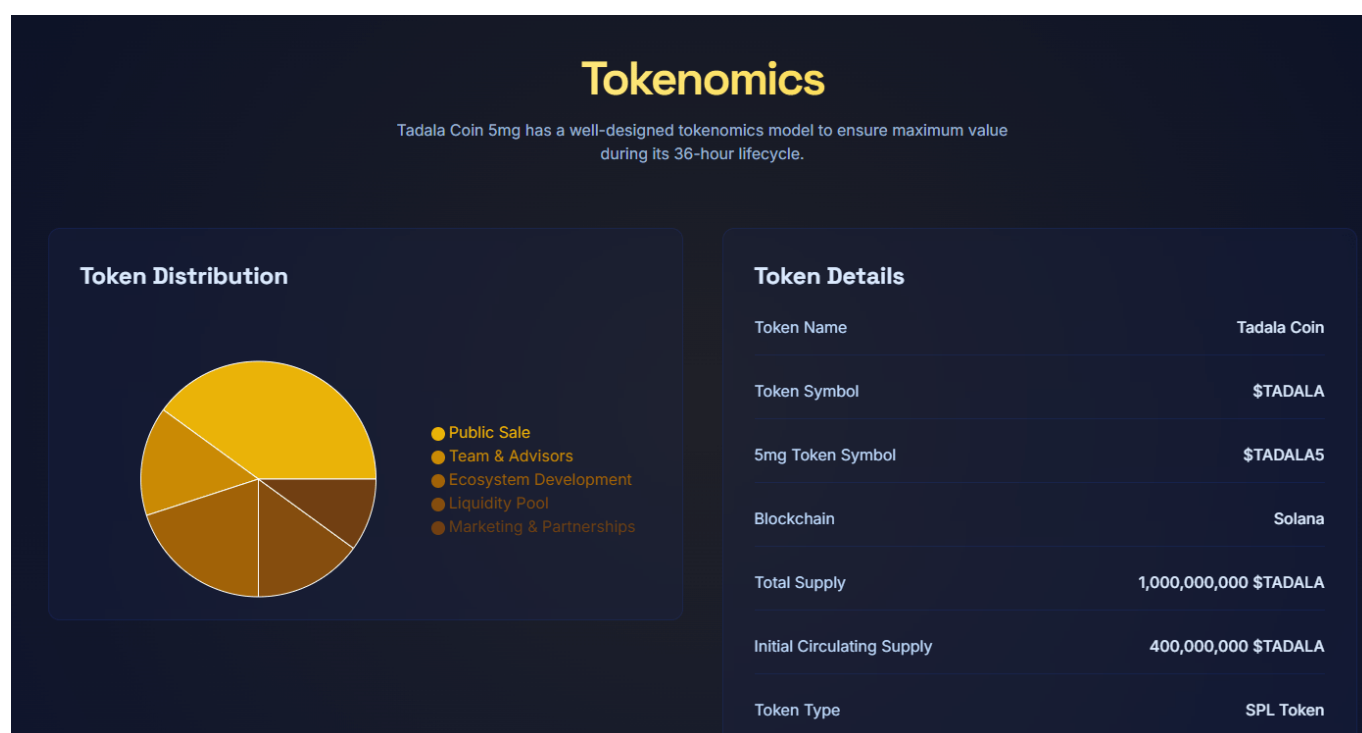 Tokenomics
Tadala Coin 5mg has a well-designed tokenomics model to ensure maximum value
during its 36-hour lifecycle.
Token Distribution
Public Sale
Team & Advisors
Ecosystem Development
Liquidity Pool
Marketing & Partnerships
Token Details
Token Name Tadala Coin
Token Symbol $TADALA
5mg Token Symbol $TADALA5
Blockchain Solana
Total Supply 1,000,000,000 $TADALA
Initial Circulating Supply 400,000,000 $TADALA
Token Type SPL Token